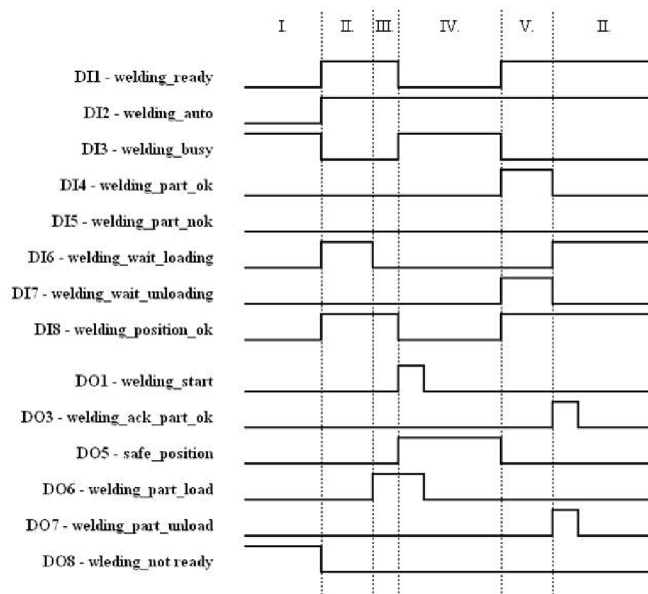 I. II. III. IV. V. II.
DI1 - welding_ready
DI2 - welding_auto
DI3 - welding_busy
DI4 - welding_part_ok
DI5 - welding_part_nok
DI6 - welding_wait_loading
DI7 - welding_wait_unloading
DI8 - welding_position_ok
DO1 - welding_start
DO3 - welding_ack_part_ok
DO5 - safe_position
DO6 - welding_part_load
DO7 - welding_part_unload
DO8 - wleding_not ready